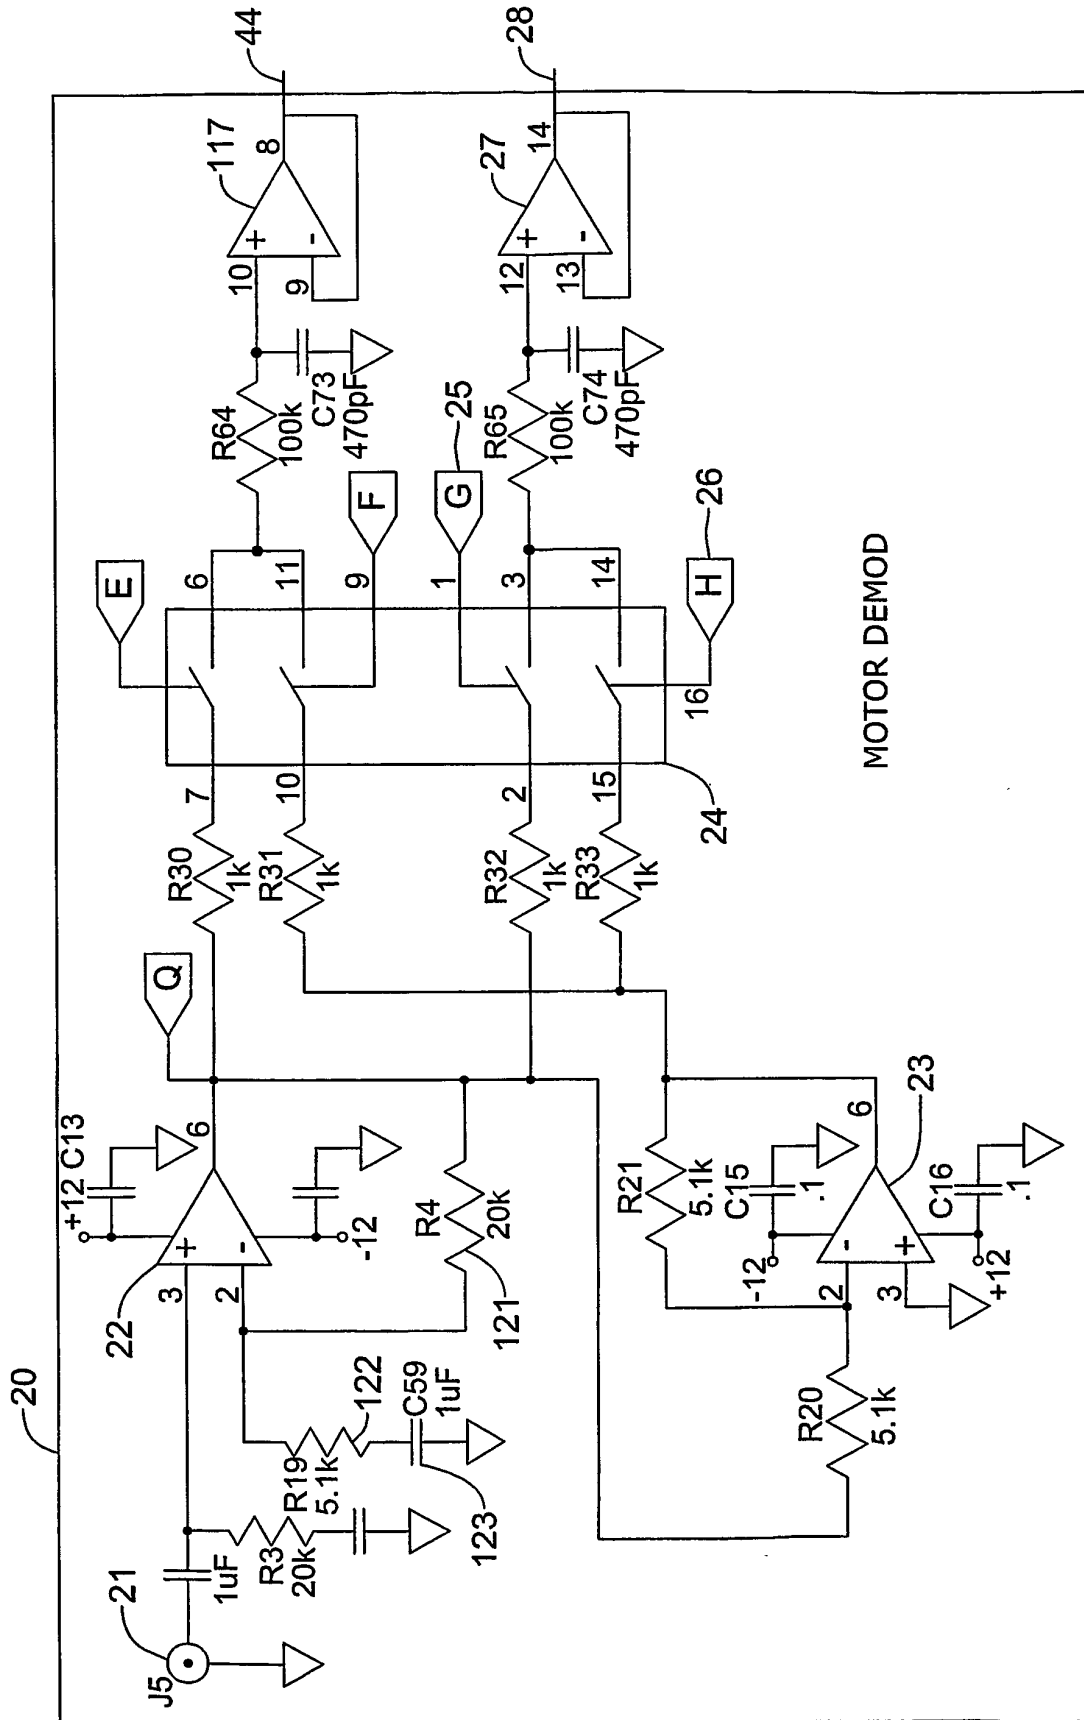 20
J5
21
1uF
R3
20k
R19
5.1k
122
C59
1uF
123
22
3
2
+12
C13
-12
6
R4
20k
121
Q
R20
5.1k
R21
5.1k
C15
.1
-12
2
3
+12
C16
.1
6
23
R30
1k
R31
1k
R32
1k
R33
1k
7
10
2
15
24
E
6
11
F
9
G
25
1
3
14
H
26
16
R64
100k
C73
470pF
R65
100k
C74
470pF
10
9
117
8
44
12
13
27
14
28
MOTOR DEMOD